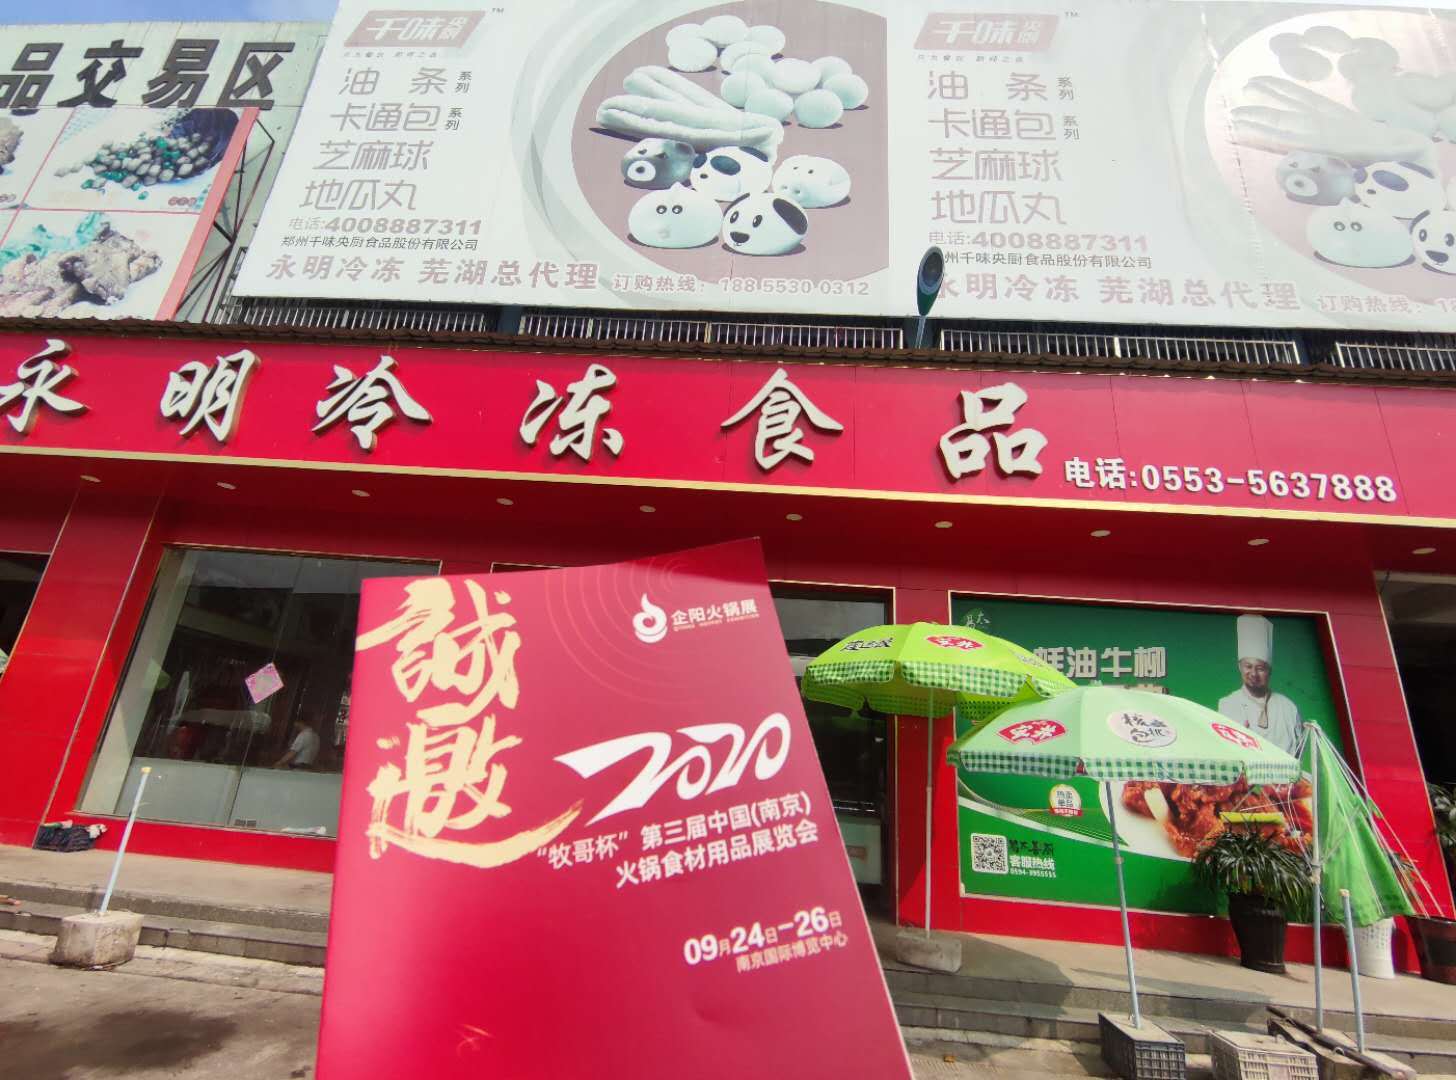 品交易区
千味央厨
TM
油条系列
卡通包系列
芝麻球
地瓜丸
电话:4008887311
郑州千味央厨食品股份有限公司
永明冷冻 芜湖总代理 订购热线: 188 5530 0312
千味央厨
TM
油条系列
卡通包系列
芝麻球
地瓜丸
电话:4008887311
州千味央厨食品股份有限公司
永明冷冻 芜湖总代理 订购热线:
永明冷冻食品
电话:0553-5637888
誠邀
企阳火锅展
2020
“牧哥杯”第三届中国(南京)
火锅食材用品展览会
09月24日-26日
南京国际博览中心
蚝油牛柳
客服热线